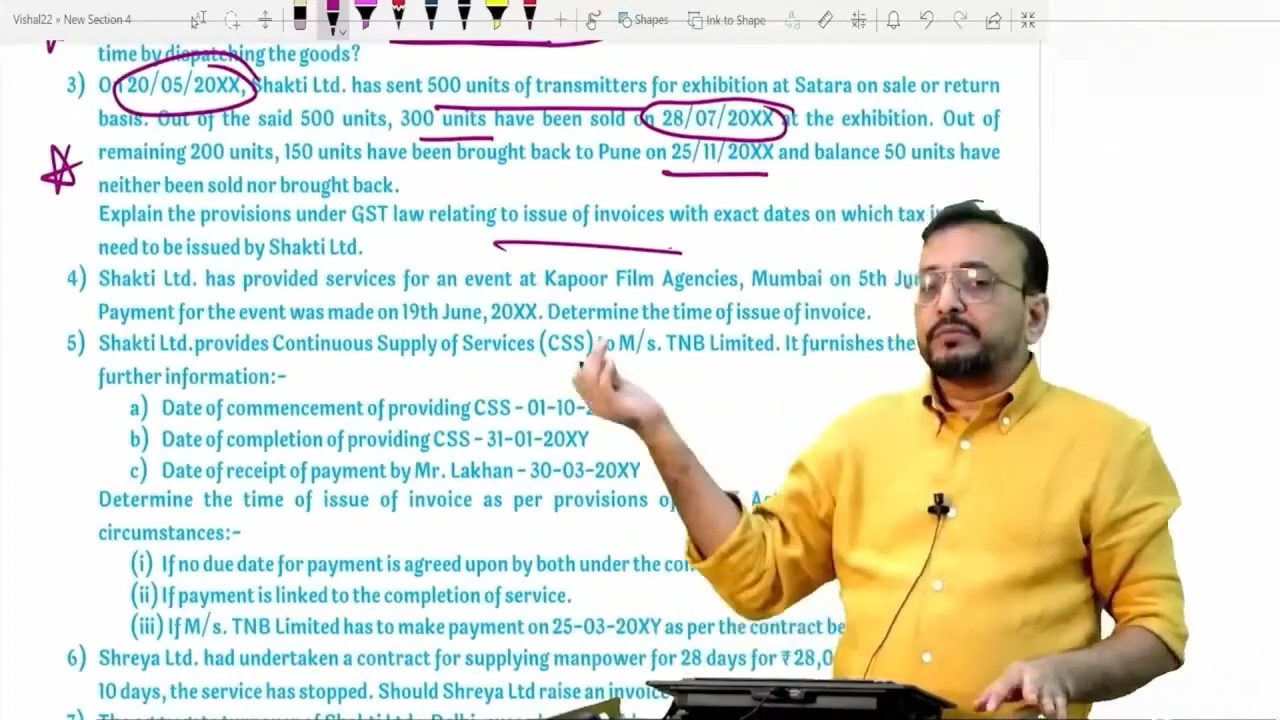 Vishal22 » New Section 4
Shapes
Ink to Shape
time by dispatching the goods?
3) On 20/05/20XX, Shakti Ltd. has sent 500 units of transmitters for exhibition at Satara on sale or return
basis. Out of the said 500 units, 300 units have been sold on 28/07/20XX at the exhibition. Out of
remaining 200 units, 150 units have been brought back to Pune on 25/11/20XX and balance 50 units have
neither been sold nor brought back.
Explain the provisions under GST law relating to issue of invoices with exact dates on which tax
need to be issued by Shakti Ltd.
4) Shakti Ltd. has provided services for an event at Kapoor Film Agencies, Mumbai on 5th
Payment for the event was made on 19th June, 20XX. Determine the time of issue of invoice.
5) Shakti Ltd.provides Continuous Supply of Services (CSS) to M/s. TNB Limited. It furnishes the
further information:-
a) Date of commencement of providing CSS - 01-10-
b) Date of completion of providing CSS - 31-01-20XY
c) Date of receipt of payment by Mr. Lakhan - 30-03-20XY
Determine the time of issue of invoice as per provisions
circumstances:-
(i) If no due date for payment is agreed upon by both under the
(ii) If payment is linked to the completion of service.
(iii) If M/s. TNB Limited has to make payment on 25-03-20XY as per the contract
6) Shreya Ltd. had undertaken a contract for supplying manpower for 28 days for ₹28,0
10 days, the service has stopped. Should Shreya Ltd raise an invoice